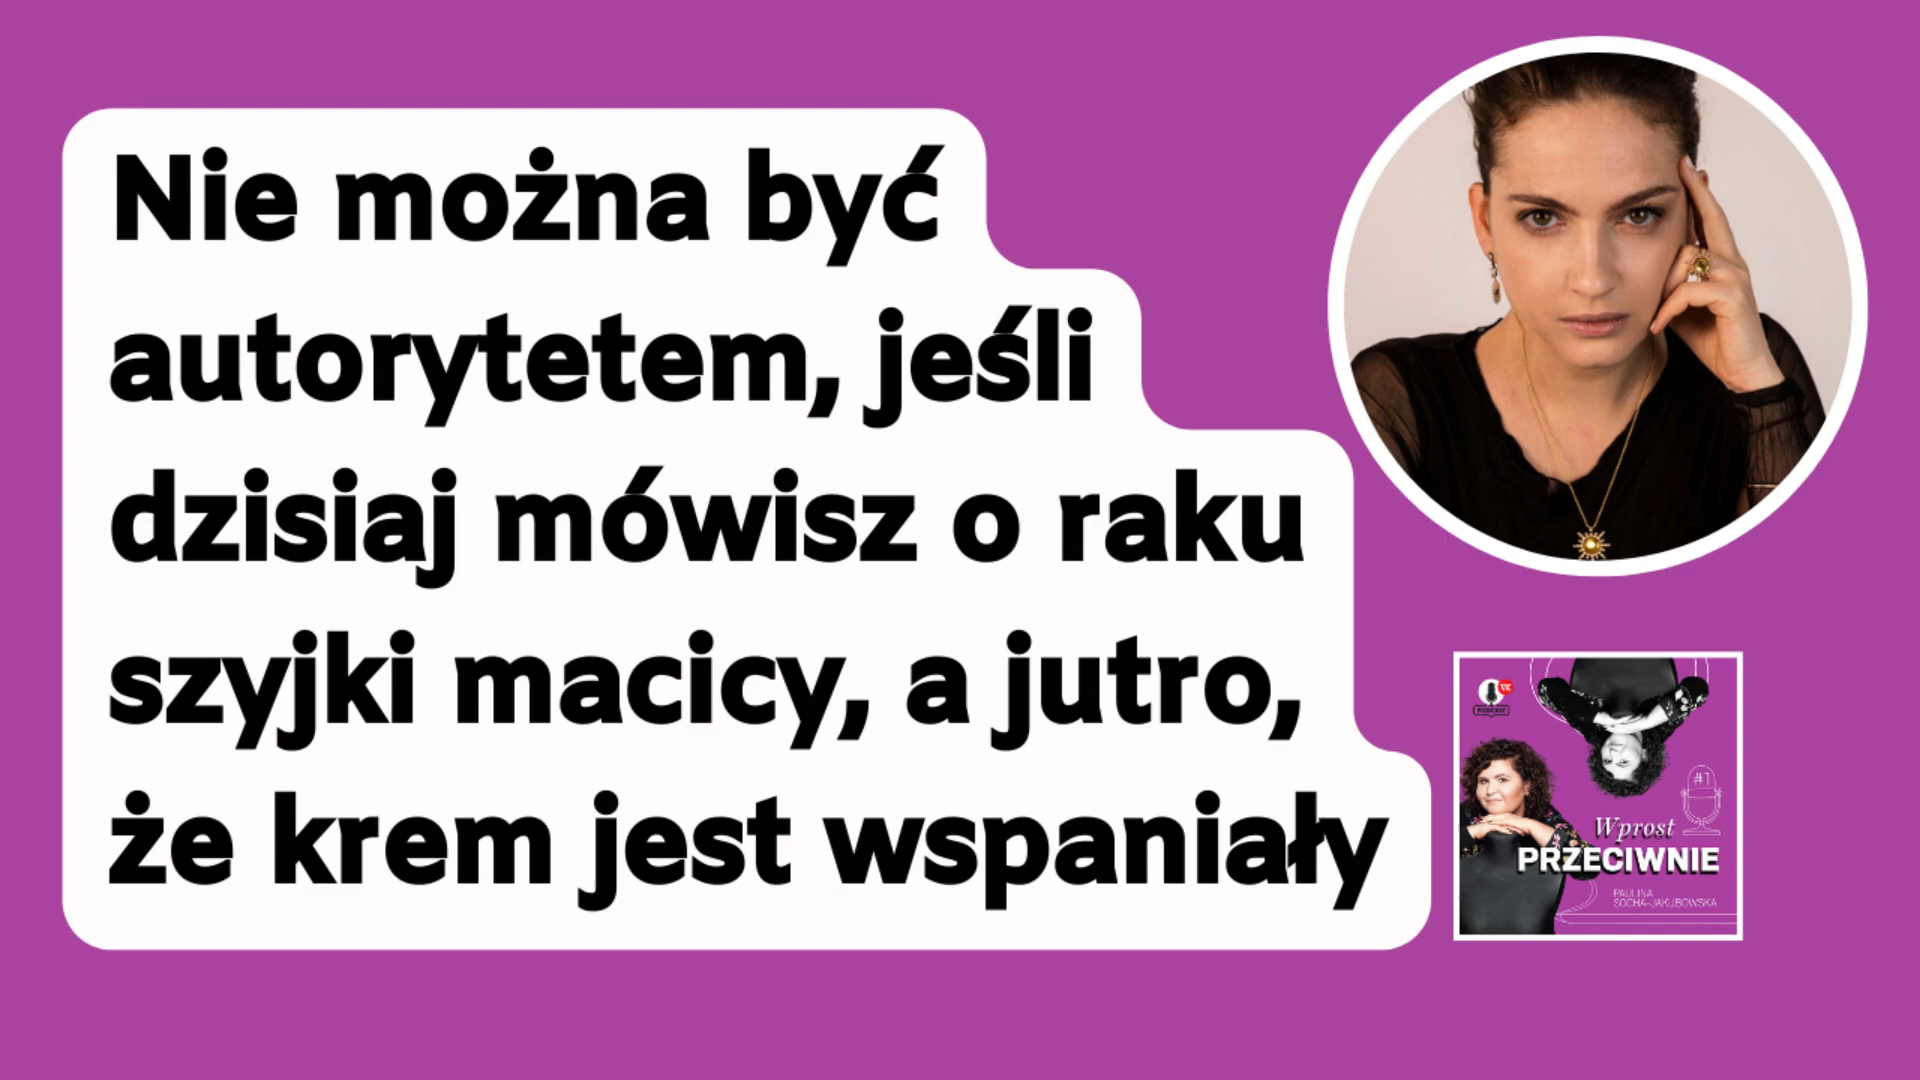 Nie można być
autorytetem, jeśli
dzisiaj mówisz o raku
szyjki macicy, a jutro,
że krem jest wspaniały
PODCAST
#1
Wprost
PRZECIWNIE
PAULINA
SOCHA-JAKUBOWSKA